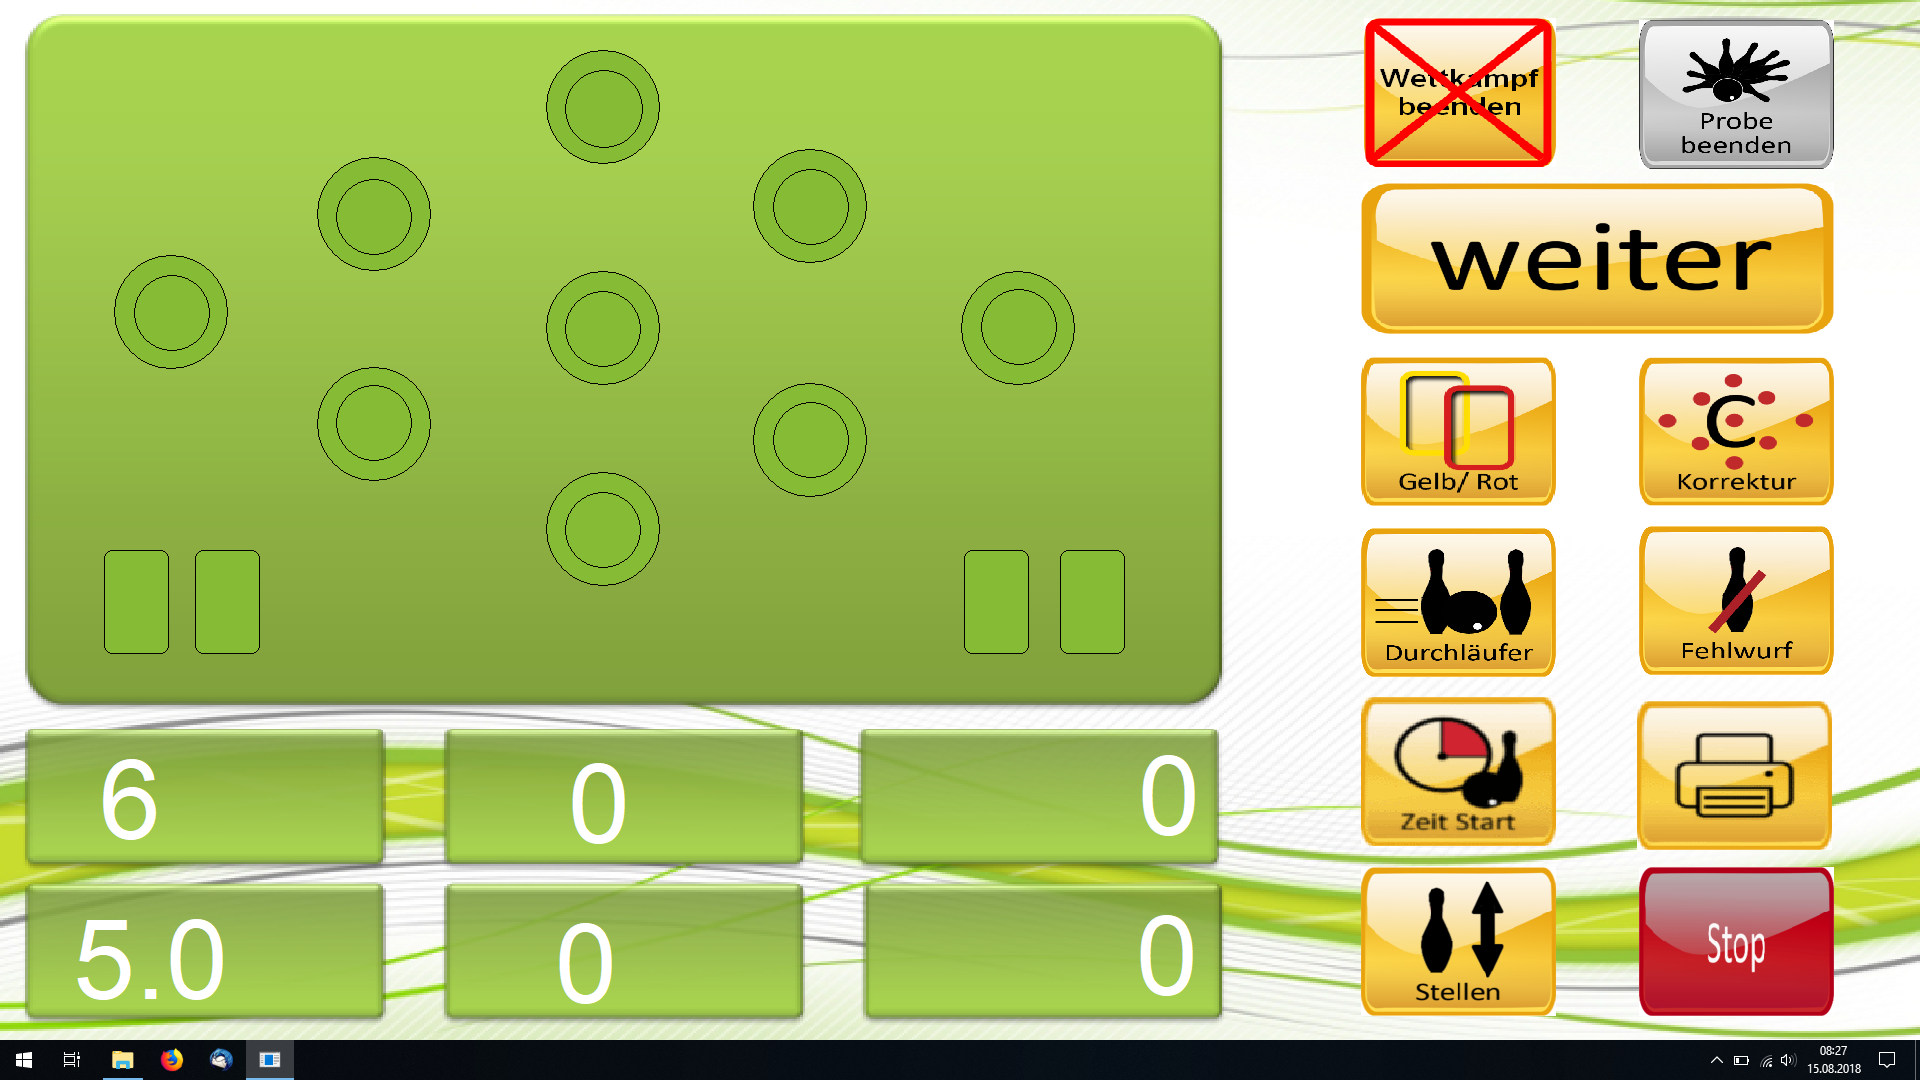 Wettkampf
beenden
Probe
beenden
weiter
Gelb/ Rot
C
Korrektur
Durchläufer
Fehlwurf
6
0
0
Zeit Start
5.0
0
0
Stellen
Stop
08:27
15.08.2018